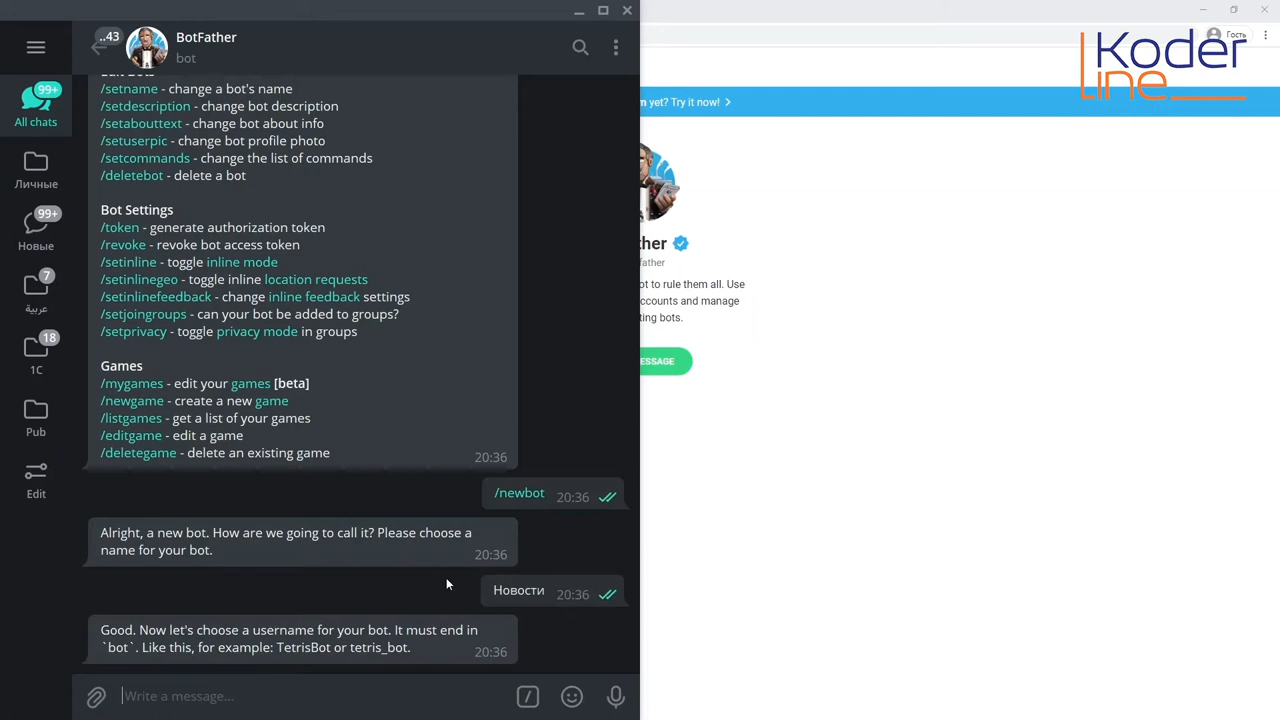 ..43
BotFather
bot
99+
All chats
Личные
99+
Новые
7
عربية
18
1C
Pub
Edit
Edit Bots
/setname - change a bot's name
/setdescription - change bot description
/setabouttext - change bot about info
/setuserpic - change bot profile photo
/setcommands - change the list of commands
/deletebot - delete a bot
Bot Settings
/token - generate authorization token
/revoke - revoke bot access token
/setinline - toggle inline mode
/setinlinegeo - toggle inline location requests
/setinlinefeedback - change inline feedback settings
/setjoingroups - can your bot be added to groups?
/setprivacy - toggle privacy mode in groups
Games
/mygames - edit your games [beta]
/newgame - create a new game
/listgames - get a list of your games
/editgame - edit a game
/deletegame - delete an existing game
20:36
/newbot 20:36
Alright, a new bot. How are we going to call it? Please choose a
name for your bot.
20:36
Новости 20:36
Good. Now let's choose a username for your bot. It must end in
`bot`. Like this, for example: TetrisBot or tetris_bot.
20:36
Write a message...
Гость
Koder
line
m yet? Try it now!
ther
father
ot to rule them all. Use
accounts and manage
ting bots.
ESSAGE